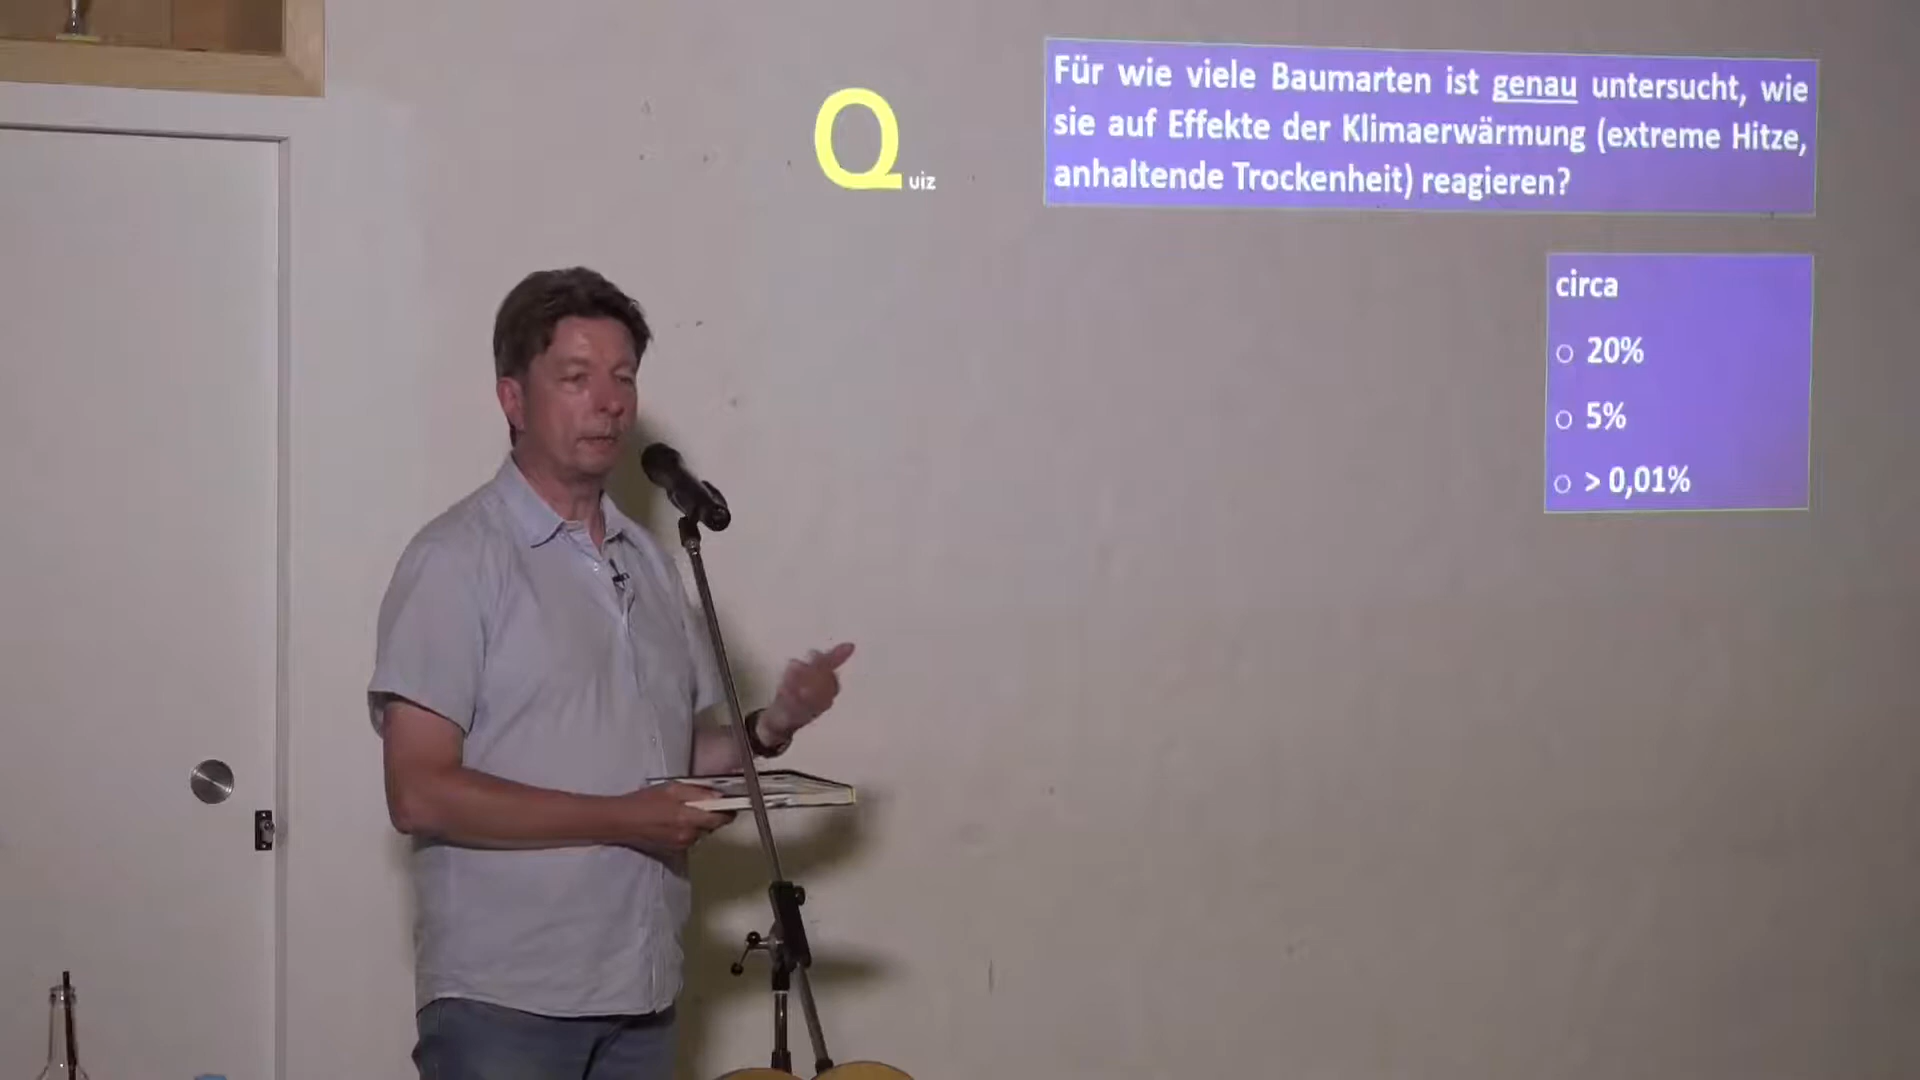 Quiz
Für wie viele Baumarten ist genau untersucht, wie
sie auf Effekte der Klimaerwärmung (extreme Hitze,
anhaltende Trockenheit) reagieren?
circa
○ 20%
○ 5%
○ > 0,01%